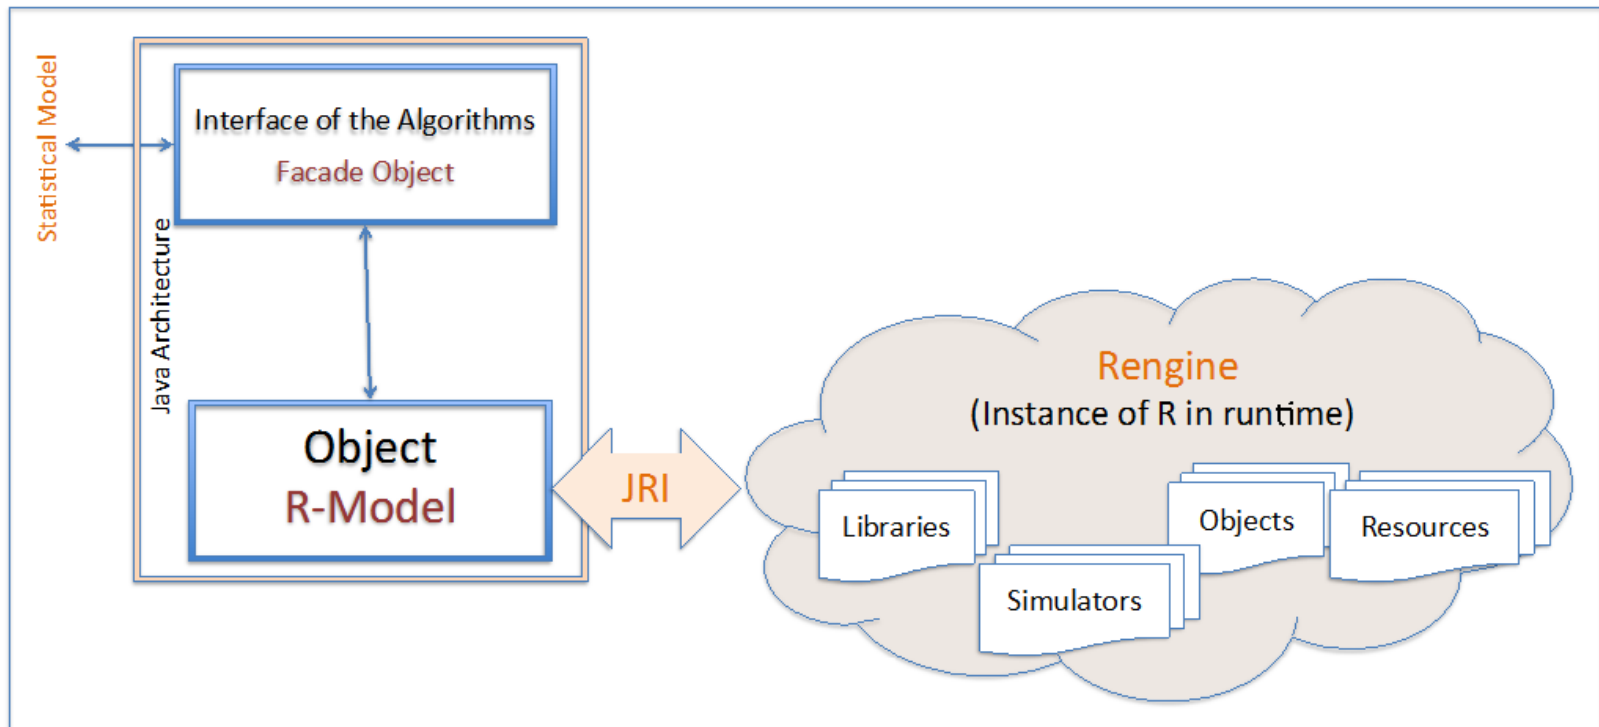 Statistical Model
Java Architecture
Interface of the Algorithms
Facade Object
Object
R-Model
JRI
Rengine
(Instance of R in runtime)
Libraries
Simulators
Objects
Resources